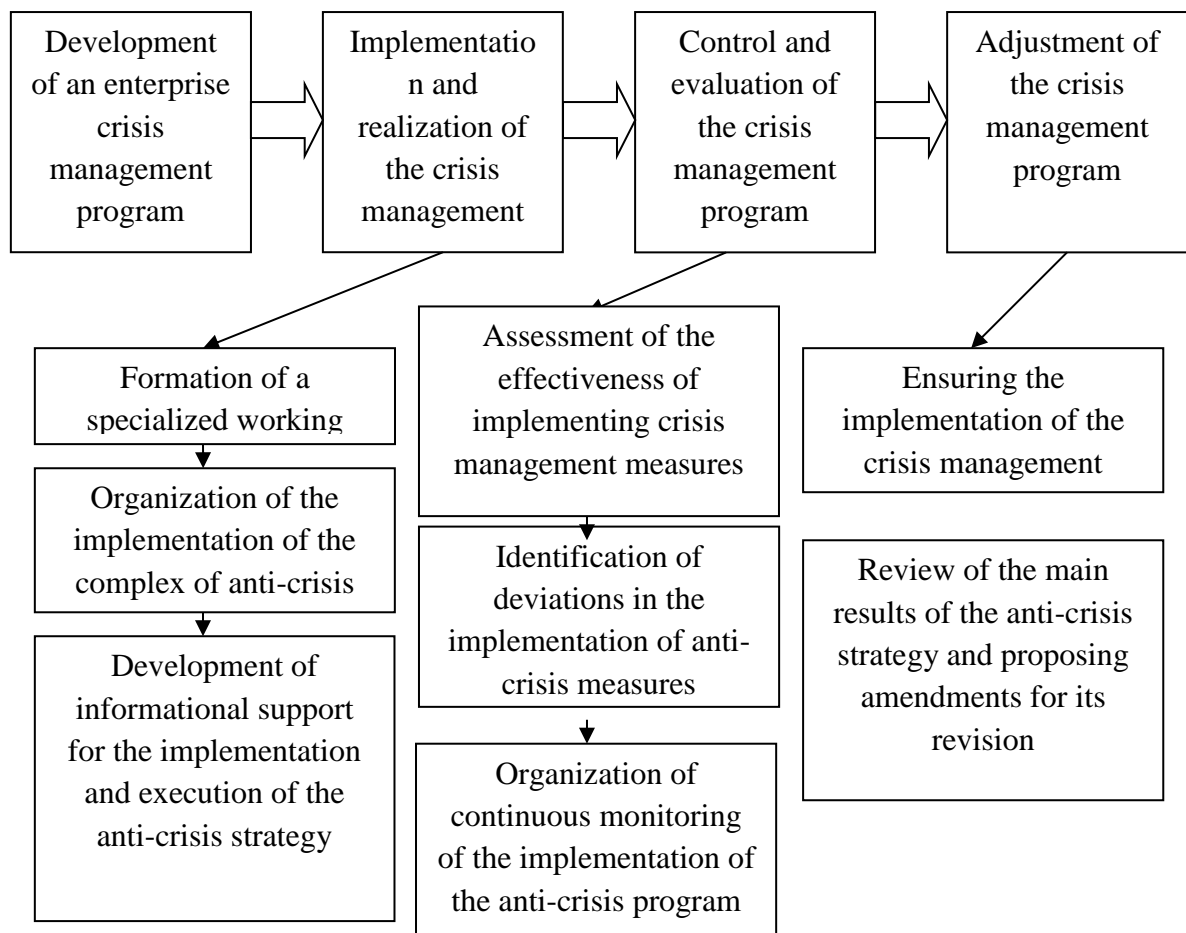 Development
of an enterprise
crisis
management
program
Implementatio
n and
realization of
the crisis
management
Control and
evaluation of
the crisis
management
program
Adjustment of
the crisis
management
program
Formation of a
specialized working
Organization of the
implementation of the
complex of anti-crisis
Development of
informational support
for the implementation
and execution of the
anti-crisis strategy
Assessment of the
effectiveness of
implementing crisis
management measures
Identification of
deviations in the
implementation of anti-
crisis measures
Organization of
continuous monitoring
of the implementation of
the anti-crisis program
Ensuring the
implementation of the
crisis management
Review of the main
results of the anti-crisis
strategy and proposing
amendments for its
revision